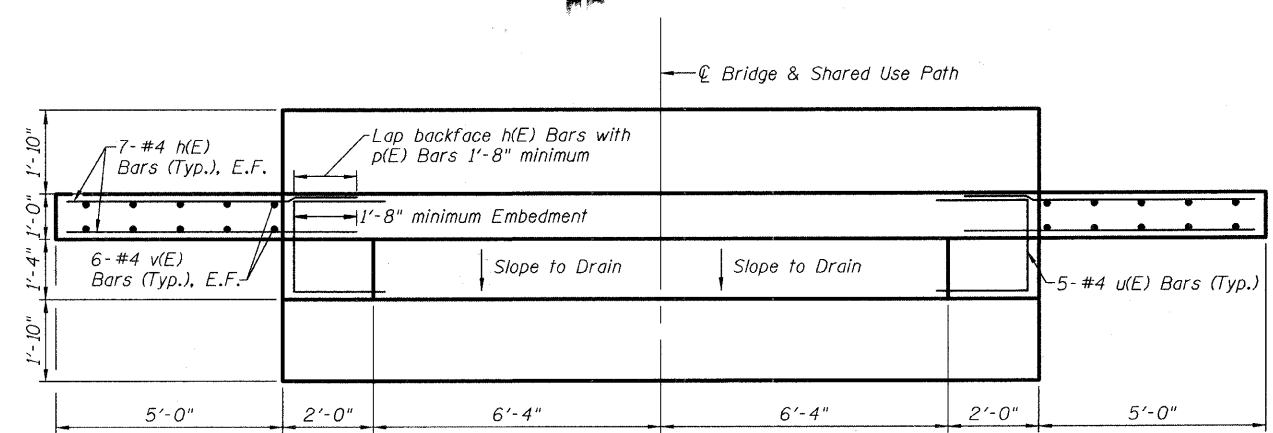 ℄ Bridge & Shared Use Path
Lap backface h(E) Bars with
p(E) Bars 1'-8" minimum
7-#4 h(E)
Bars (Typ.), E.F.
1'-10"
1'-0"
1'-4"
1'-10"
1'-8" minimum Embedment
6-#4 v(E)
Bars (Typ.), E.F.
Slope to Drain
Slope to Drain
5-#4 u(E) Bars (Typ.)
5'-0"
2'-0"
6'-4"
6'-4"
2'-0"
5'-0"